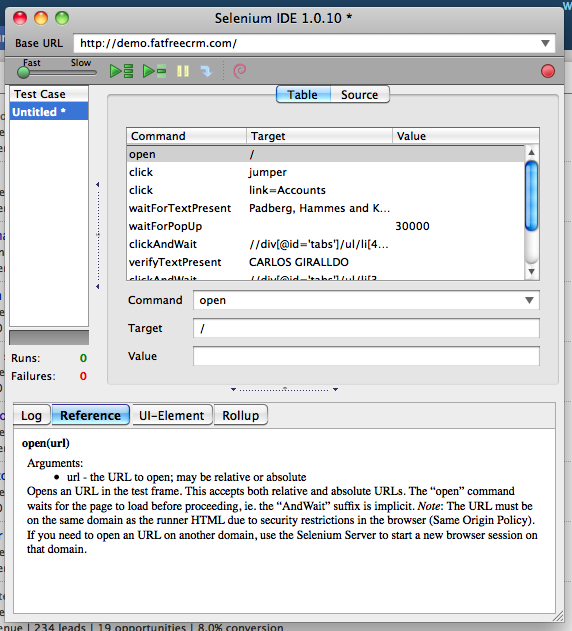 Selenium IDE 1.0.10 *
Base URL http://demo.fatfreecrm.com/
Fast Slow
Test Case
Untitled *
Table Source
Command Target Value
open /
click jumper
click link=Accounts
waitForTextPresent Padberg, Hammes and K...
waitForPopUp 30000
clickAndWait //div[@id='tabs']/ul/li[4...
verifyTextPresent CARLOS GIRALLDO
clickAndWait //div[@id='tabs']/ul/li[3
Command open
Target /
Value
Runs: 0
Failures: 0
Log Reference UI-Element Rollup
open(url)
Arguments:
• url - the URL to open; may be relative or absolute
Opens an URL in the test frame. This accepts both relative and absolute URLs. The “open” command
waits for the page to load before proceeding, ie. the “AndWait” suffix is implicit. Note: The URL must be
on the same domain as the runner HTML due to security restrictions in the browser (Same Origin Policy).
If you need to open an URL on another domain, use the Selenium Server to start a new browser session on
that domain.
enue | 234 leads | 19 opportunities | 8.0% conversion